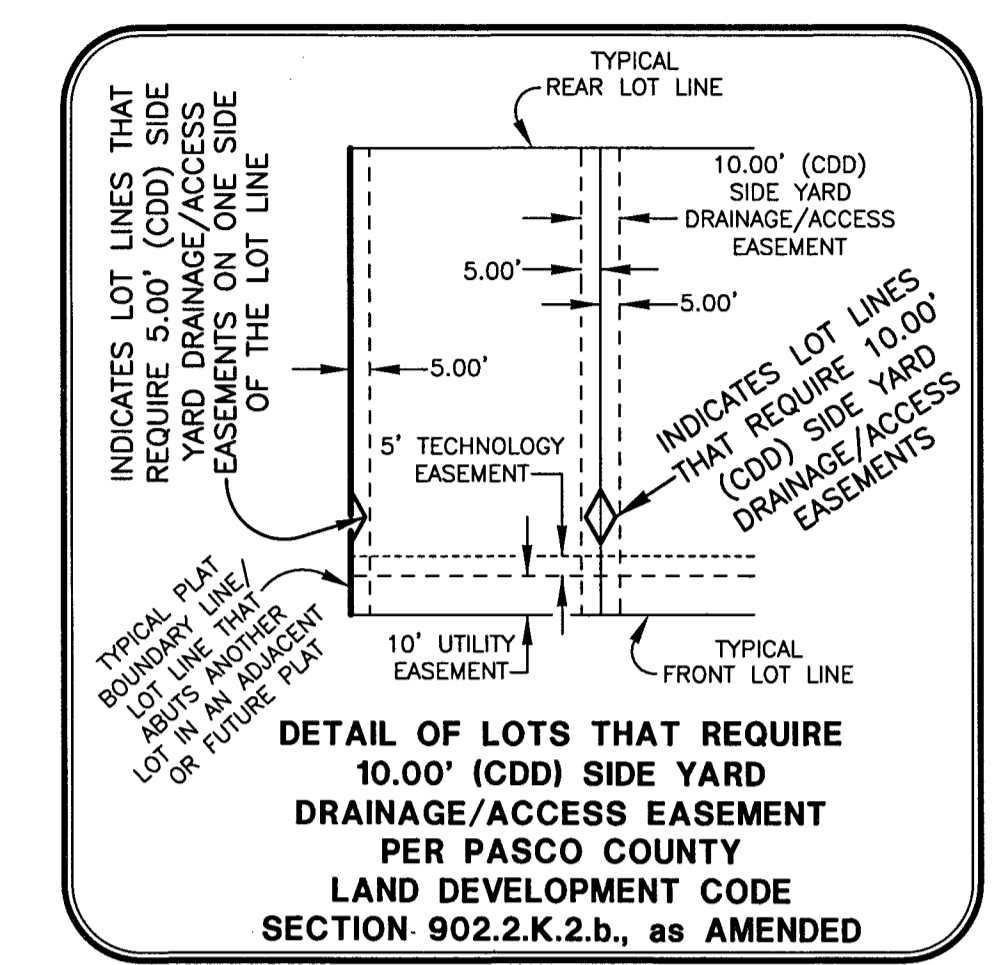 TYPICAL
REAR LOT LINE
INDICATES LOT LINES THAT
REQUIRE 5.00' (CDD) SIDE
YARD DRAINAGE/ACCESS
EASEMENTS ON ONE SIDE
OF THE LOT LINE
10.00' (CDD)
SIDE YARD
DRAINAGE/ACCESS
EASEMENT
5.00'
5.00'
5.00'
INDICATES LOT LINES
THAT REQUIRE 10.00'
(CDD) SIDE YARD
DRAINAGE/ACCESS
EASEMENTS
5' TECHNOLOGY
EASEMENT
TYPICAL PLAT
BOUNDARY LINE/
LOT LINE THAT
ABUTS ANOTHER
LOT IN AN ADJACENT
OR FUTURE PLAT
10' UTILITY
EASEMENT
TYPICAL
FRONT LOT LINE
DETAIL OF LOTS THAT REQUIRE
10.00' (CDD) SIDE YARD
DRAINAGE/ACCESS EASEMENT
PER PASCO COUNTY
LAND DEVELOPMENT CODE
SECTION 902.2.K.2.b., as AMENDED